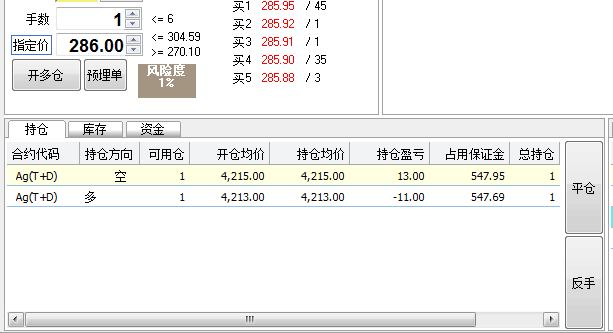 买1 285.95 / 45
手数 1 <= 6
买2 285.92 / 1
<= 304.59
指定价 286.00
买3 285.91 / 1
>= 270.10
买4 285.90 / 35
开多仓 预埋单 风险度
1%
买5 285.88 / 3
持仓 库存 资金
合约代码 持仓方向 可用仓 开仓均价 持仓均价 持仓盈亏 占用保证金 总持仓
Ag(T+D) 空 1 4,215.00 4,215.00 13.00 547.95 1
Ag(T+D) 多 1 4,213.00 4,213.00 -11.00 547.69 1
平仓
反手